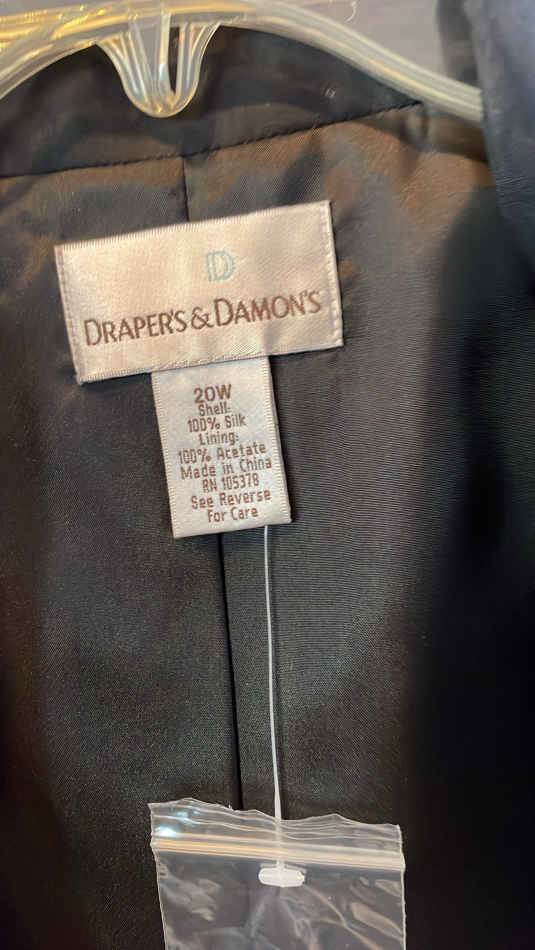 D
DRAPER'S & DAMON'S
20W
Shell:
100% Silk
Lining:
100% Acetate
Made in China
RN 105378
See Reverse
For Care